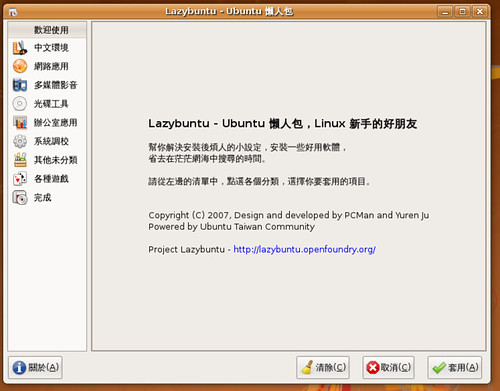 Lazybuntu - Ubuntu 懶人包
歡迎使用
中文環境
網路應用
多媒體影音
光碟工具
辦公室應用
系統調校
其他未分類
各種遊戲
完成
Lazybuntu - Ubuntu 懶人包，Linux 新手的好朋友
幫你解決安裝後煩人的小設定，安裝一些好用軟體，
省去在茫茫網海中搜尋的時間。
請從左邊的清單中，點選各個分類，選擇你要套用的項目。
Copyright (C) 2007, Design and developed by PCMan and Yuren Ju
Powered by Ubuntu Taiwan Community
Project Lazybuntu - http://lazybuntu.openfoundry.org/
關於(A)
清除(C)
取消(C)
套用(A)